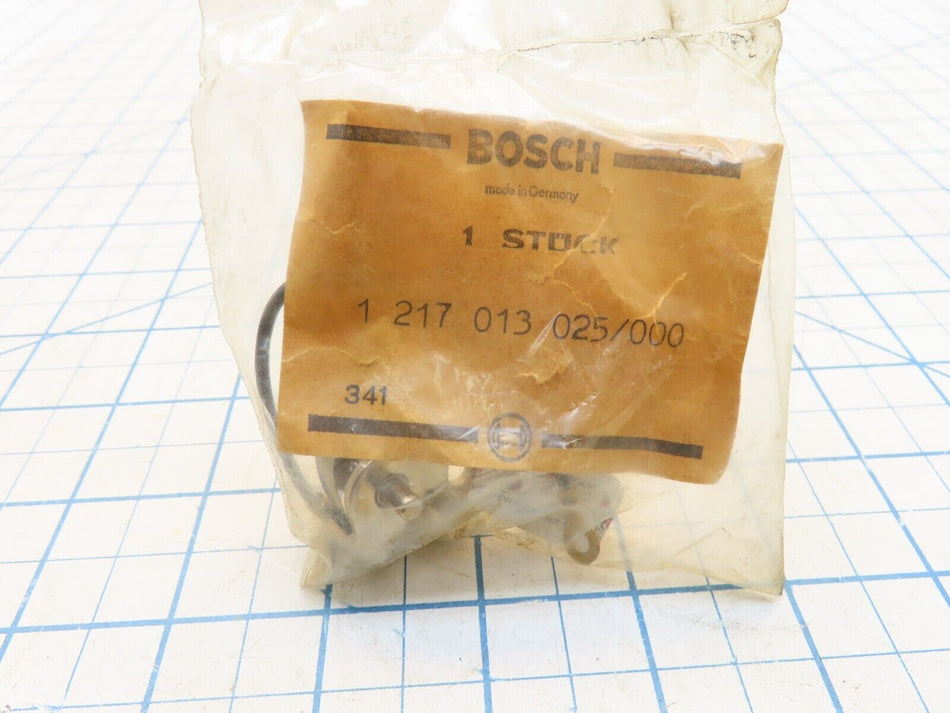 BOSCH
made in Germany
1 STÜCK
1 217 013 025/000
341